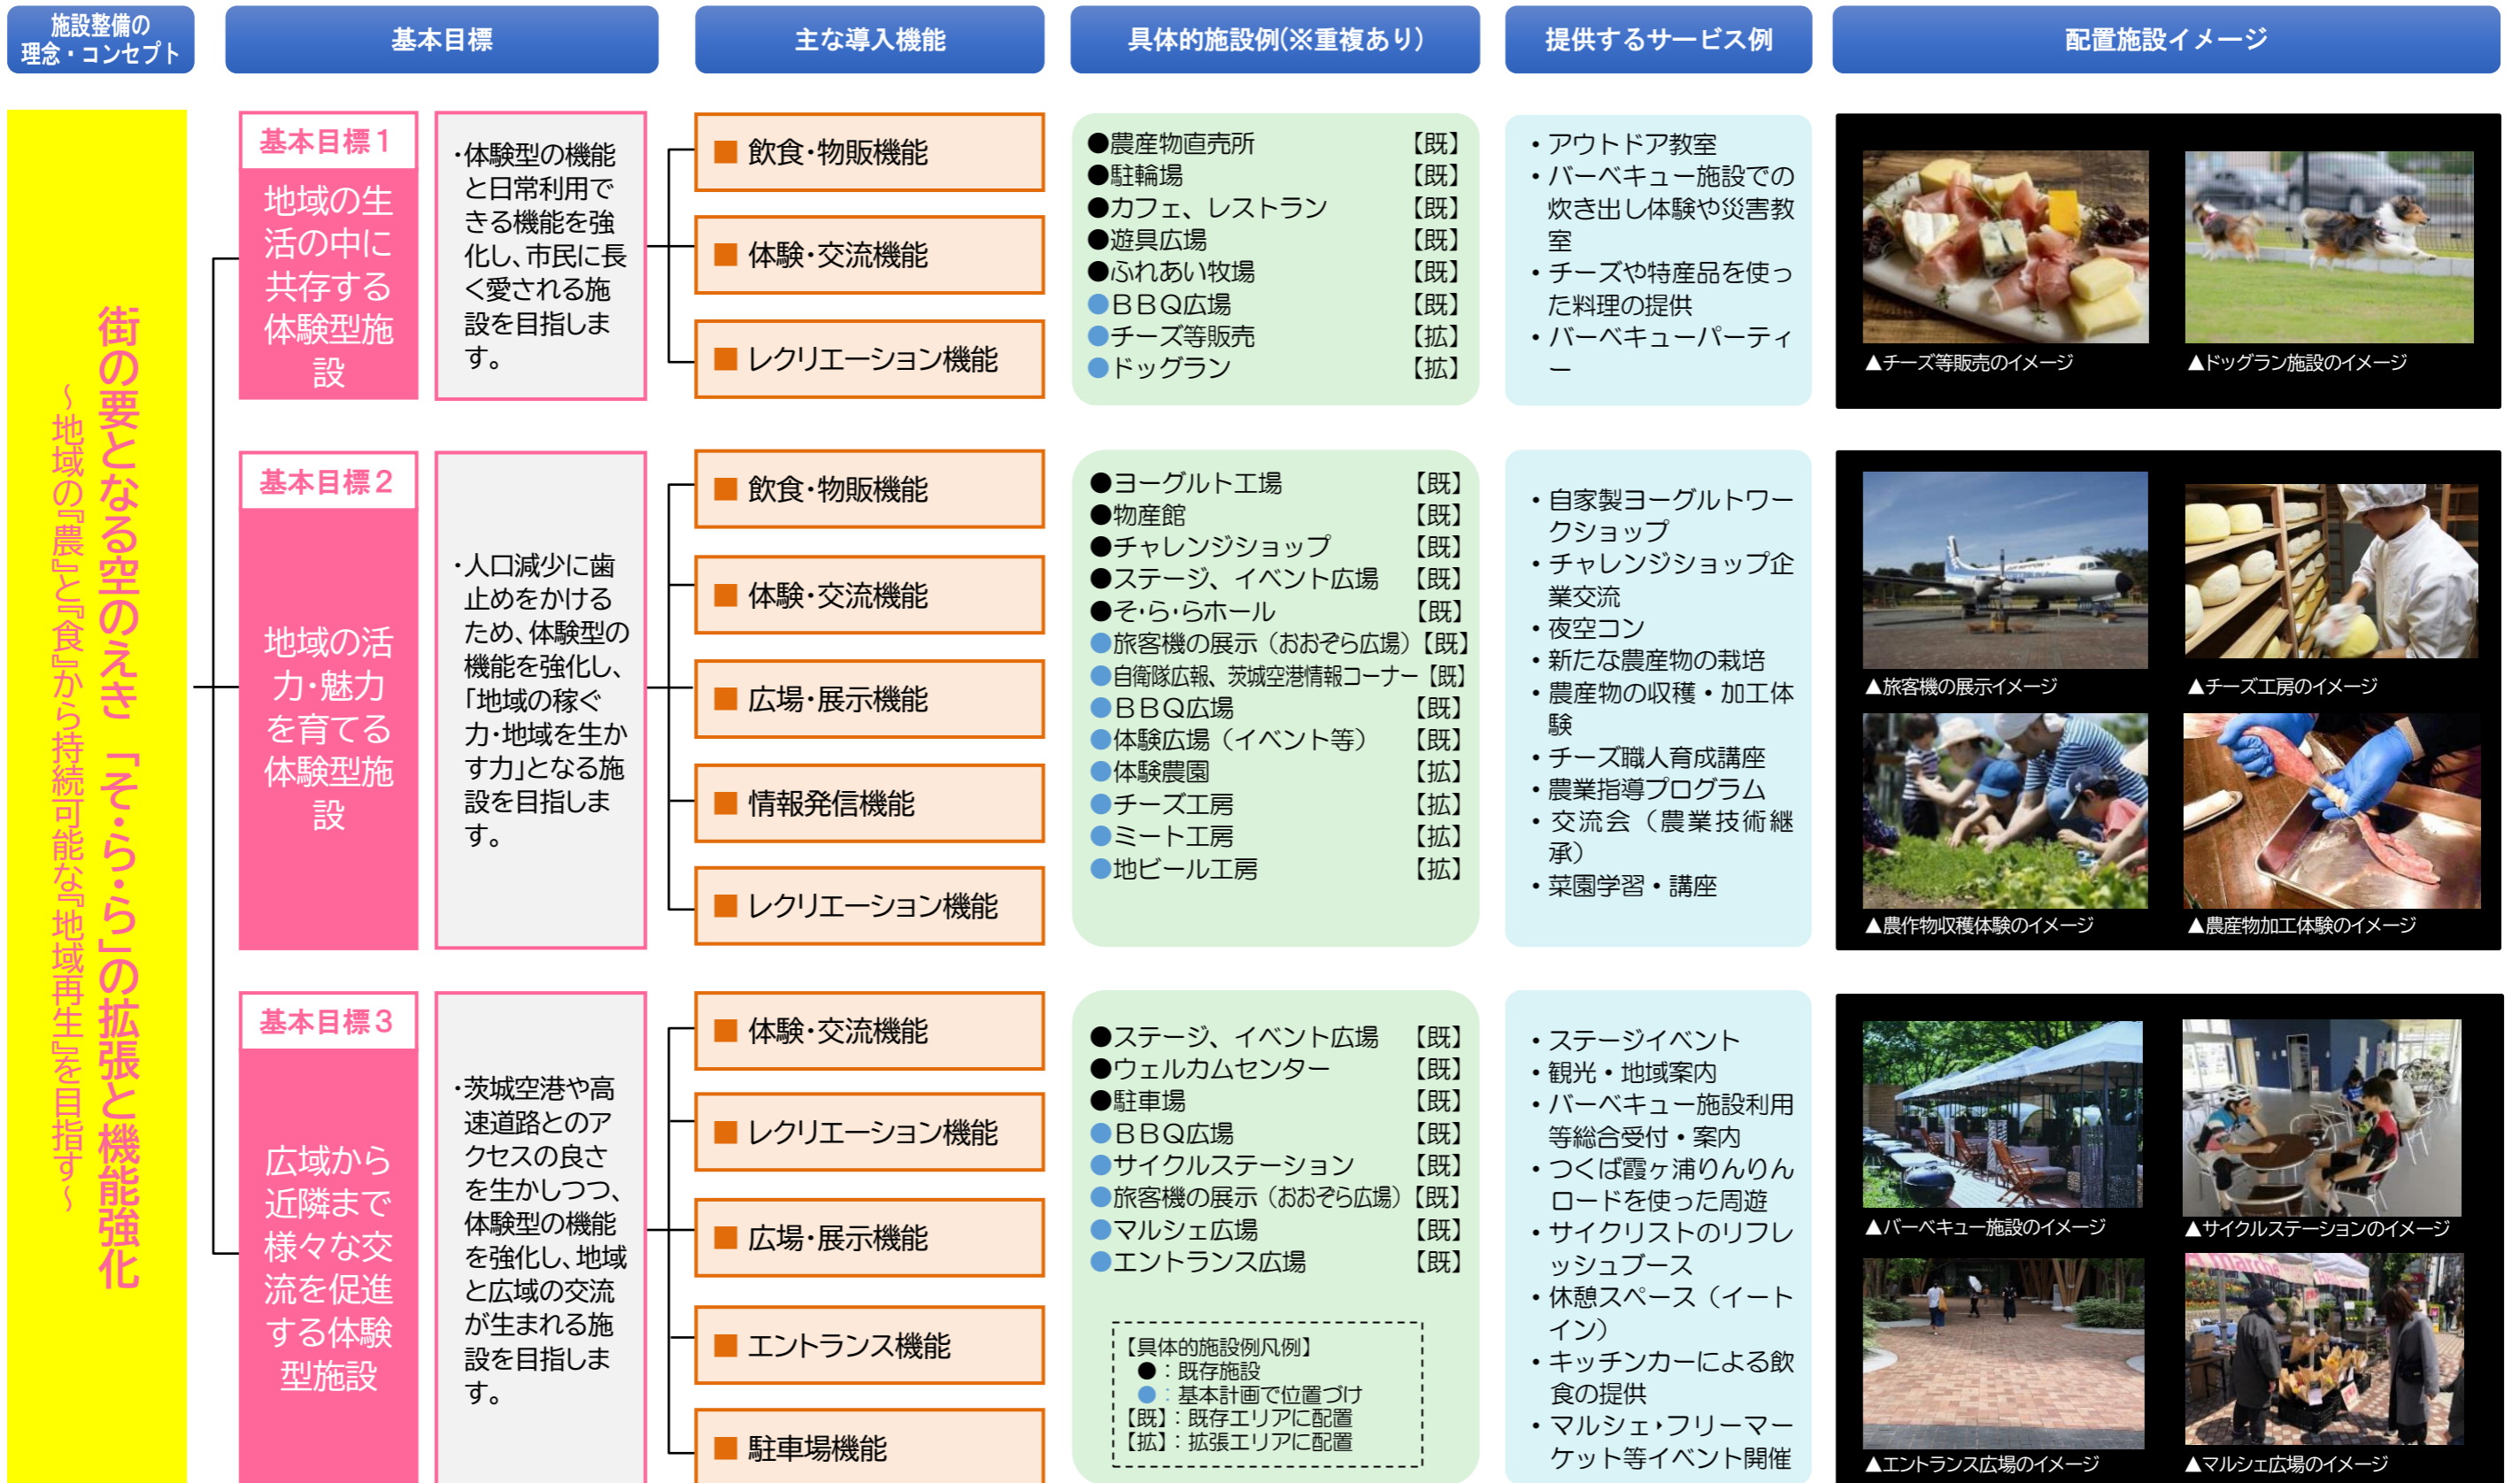 施設整備の
理念・コンセプト
基本目標
主な導入機能
具体的施設例(※重複あり)
提供するサービス例
配置施設イメージ
街の要となる空のえき 「そ・ら・ら」の拡張と機能強化
～地域の『農』と『食』から持続可能な『地域再生』を目指す～
基本目標１
地域の生
活の中に
共存する
体験型施
設
・体験型の機能
と日常利用で
きる機能を強
化し、市民に長
く愛される施
設を目指しま
す。
■ 飲食・物販機能
■ 体験・交流機能
■ レクリエーション機能
●農産物直売所 【既】
●駐輪場 【既】
●カフェ、レストラン 【既】
●遊具広場 【既】
●ふれあい牧場 【既】
●ＢＢＱ広場 【既】
●チーズ等販売 【拡】
●ドッグラン 【拡】
・アウトドア教室
・バーベキュー施設での
炊き出し体験や災害教
室
・チーズや特産品を使っ
た料理の提供
・バーベキューパーティ
ー
▲チーズ等販売のイメージ
▲ドッグラン施設のイメージ
基本目標２
地域の活
力・魅力
を育てる
体験型施
設
・人口減少に歯
止めをかける
ため、体験型の
機能を強化し、
「地域の稼ぐ
力・地域を生か
す力」となる施
設を目指しま
す。
■ 飲食・物販機能
■ 体験・交流機能
■ 広場・展示機能
■ 情報発信機能
■ レクリエーション機能
●ヨーグルト工場 【既】
●物産館 【既】
●チャレンジショップ 【既】
●ステージ、イベント広場 【既】
●そ・ら・らホール 【既】
●旅客機の展示（おおぞら広場）【既】
●自衛隊広報、茨城空港情報コーナー【既】
●ＢＢＱ広場 【既】
●体験広場（イベント等） 【既】
●体験農園 【拡】
●チーズ工房 【拡】
●ミート工房 【拡】
●地ビール工房 【拡】
・自家製ヨーグルトワー
クショップ
・チャレンジショップ企
業交流
・夜空コン
・新たな農産物の栽培
・農産物の収穫・加工体
験
・チーズ職人育成講座
・農業指導プログラム
・交流会（農業技術継
承）
・菜園学習・講座
▲旅客機の展示イメージ
▲チーズ工房のイメージ
▲農作物収穫体験のイメージ
▲農産物加工体験のイメージ
基本目標３
広域から
近隣まで
様々な交
流を促進
する体験
型施設
・茨城空港や高
速道路とのア
クセスの良さ
を生かしつつ、
体験型の機能
を強化し、地域
と広域の交流
が生まれる施
設を目指しま
す。
■ 体験・交流機能
■ レクリエーション機能
■ 広場・展示機能
■ エントランス機能
■ 駐車場機能
●ステージ、イベント広場 【既】
●ウェルカムセンター 【既】
●駐車場 【既】
●ＢＢＱ広場 【既】
●サイクルステーション 【既】
●旅客機の展示（おおぞら広場）【既】
●マルシェ広場 【既】
●エントランス広場 【既】
【具体的施設例凡例】
●：既存施設
●：基本計画で位置づけ
【既】：既存エリアに配置
【拡】：拡張エリアに配置
・ステージイベント
・観光・地域案内
・バーベキュー施設利用
等総合受付・案内
・つくば霞ヶ浦りんりん
ロードを使った周遊
・サイクリストのリフレ
ッシュブース
・休憩スペース（イート
イン）
・キッチンカーによる飲
食の提供
・マルシェ・フリーマー
ケット等イベント開催
▲バーベキュー施設のイメージ
▲サイクルステーションのイメージ
▲エントランス広場のイメージ
▲マルシェ広場のイメージ